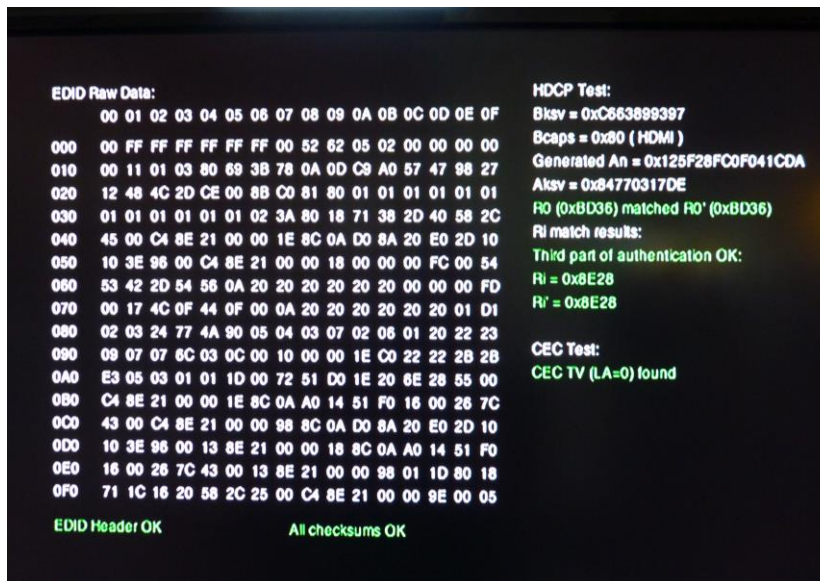 EDID Raw Data:
00 01 02 03 04 05 06 07 08 09 0A 0B 0C 0D 0E 0F
000 00 FF FF FF FF FF FF 00 52 62 05 02 00 00 00 00
010 00 11 01 03 80 69 3B 78 0A 0D C9 A0 57 47 98 27
020 12 48 4C 2D CE 00 8B C0 81 80 01 01 01 01 01 01
030 01 01 01 01 01 01 02 3A 80 18 71 38 2D 40 58 2C
040 45 00 C4 8E 21 00 00 1E 8C 0A D0 8A 20 E0 2D 10
050 10 3E 96 00 C4 8E 21 00 00 18 00 00 00 FC 00 54
060 53 42 2D 54 56 0A 20 20 20 20 20 20 00 00 00 FD
070 00 17 4C 0F 44 0F 00 0A 20 20 20 20 20 20 01 D1
080 02 03 24 77 4A 90 05 04 03 07 02 06 01 20 22 23
090 09 07 07 6C 03 0C 00 10 00 00 1E C0 22 22 2B 2B
0A0 E3 05 03 01 01 1D 00 72 51 D0 1E 20 6E 28 55 00
0B0 C4 8E 21 00 00 1E 8C 0A A0 14 51 F0 16 00 26 7C
0C0 43 00 C4 8E 21 00 00 98 8C 0A D0 8A 20 E0 2D 10
0D0 10 3E 96 00 13 8E 21 00 00 18 8C 0A A0 14 51 F0
0E0 16 00 26 7C 43 00 13 8E 21 00 00 98 01 1D 80 18
0F0 71 1C 16 20 58 2C 25 00 C4 8E 21 00 00 9E 00 05
EDID Header OK
All checksums OK
HDCP Test:
Bksv = 0xC663899397
Bcaps = 0x80 ( HDMI )
Generated An = 0x125F28FC0F041CDA
Aksv = 0x84770317DE
R0 (0xBD36) matched R0' (0xBD36)
Ri match results:
Third part of authentication OK:
Ri = 0x8E28
Ri' = 0x8E28
CEC Test:
CEC TV (LA=0) found